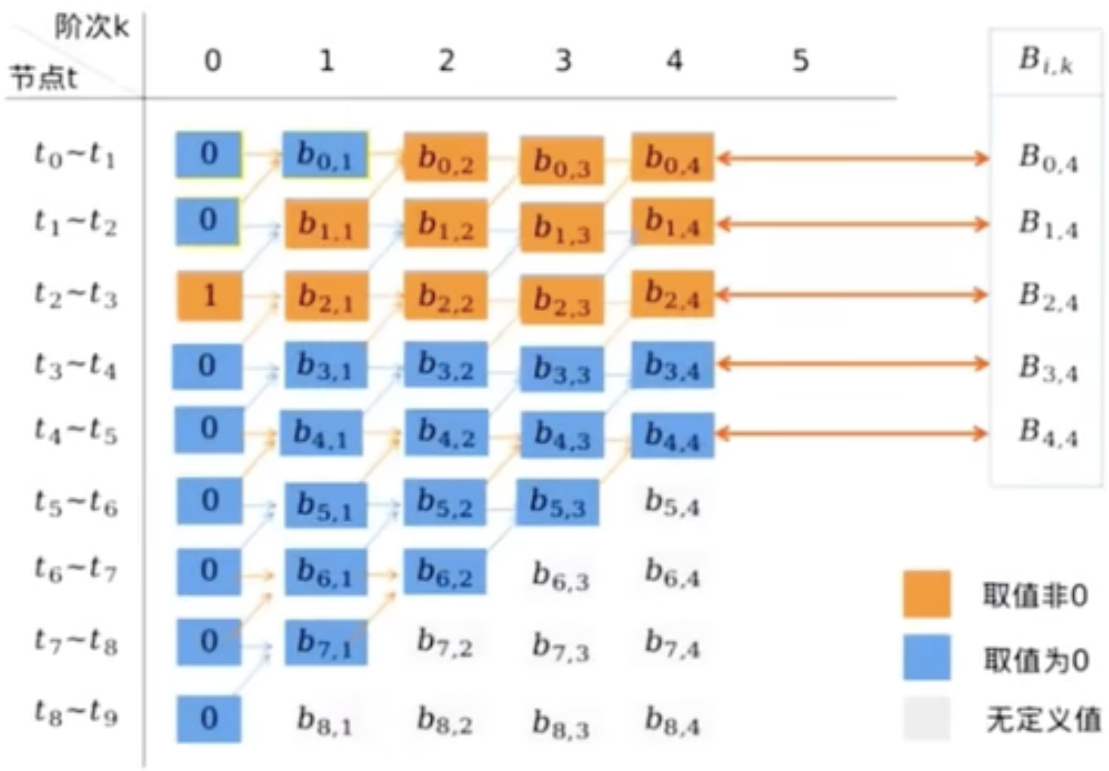 阶次k
节点t
0 1 2 3 4 5 B_{i,k}
t_0~t_1 0 b_{0,1} b_{0,2} b_{0,3} b_{0,4} B_{0,4}
t_1~t_2 0 b_{1,1} b_{1,2} b_{1,3} b_{1,4} B_{1,4}
t_2~t_3 1 b_{2,1} b_{2,2} b_{2,3} b_{2,4} B_{2,4}
t_3~t_4 0 b_{3,1} b_{3,2} b_{3,3} b_{3,4} B_{3,4}
t_4~t_5 0 b_{4,1} b_{4,2} b_{4,3} b_{4,4} B_{4,4}
t_5~t_6 0 b_{5,1} b_{5,2} b_{5,3} b_{5,4}
t_6~t_7 0 b_{6,1} b_{6,2} b_{6,3} b_{6,4}
t_7~t_8 0 b_{7,1} b_{7,2} b_{7,3} b_{7,4}
t_8~t_9 0 b_{8,1} b_{8,2} b_{8,3} b_{8,4}
取值非0
取值为0
无定义值